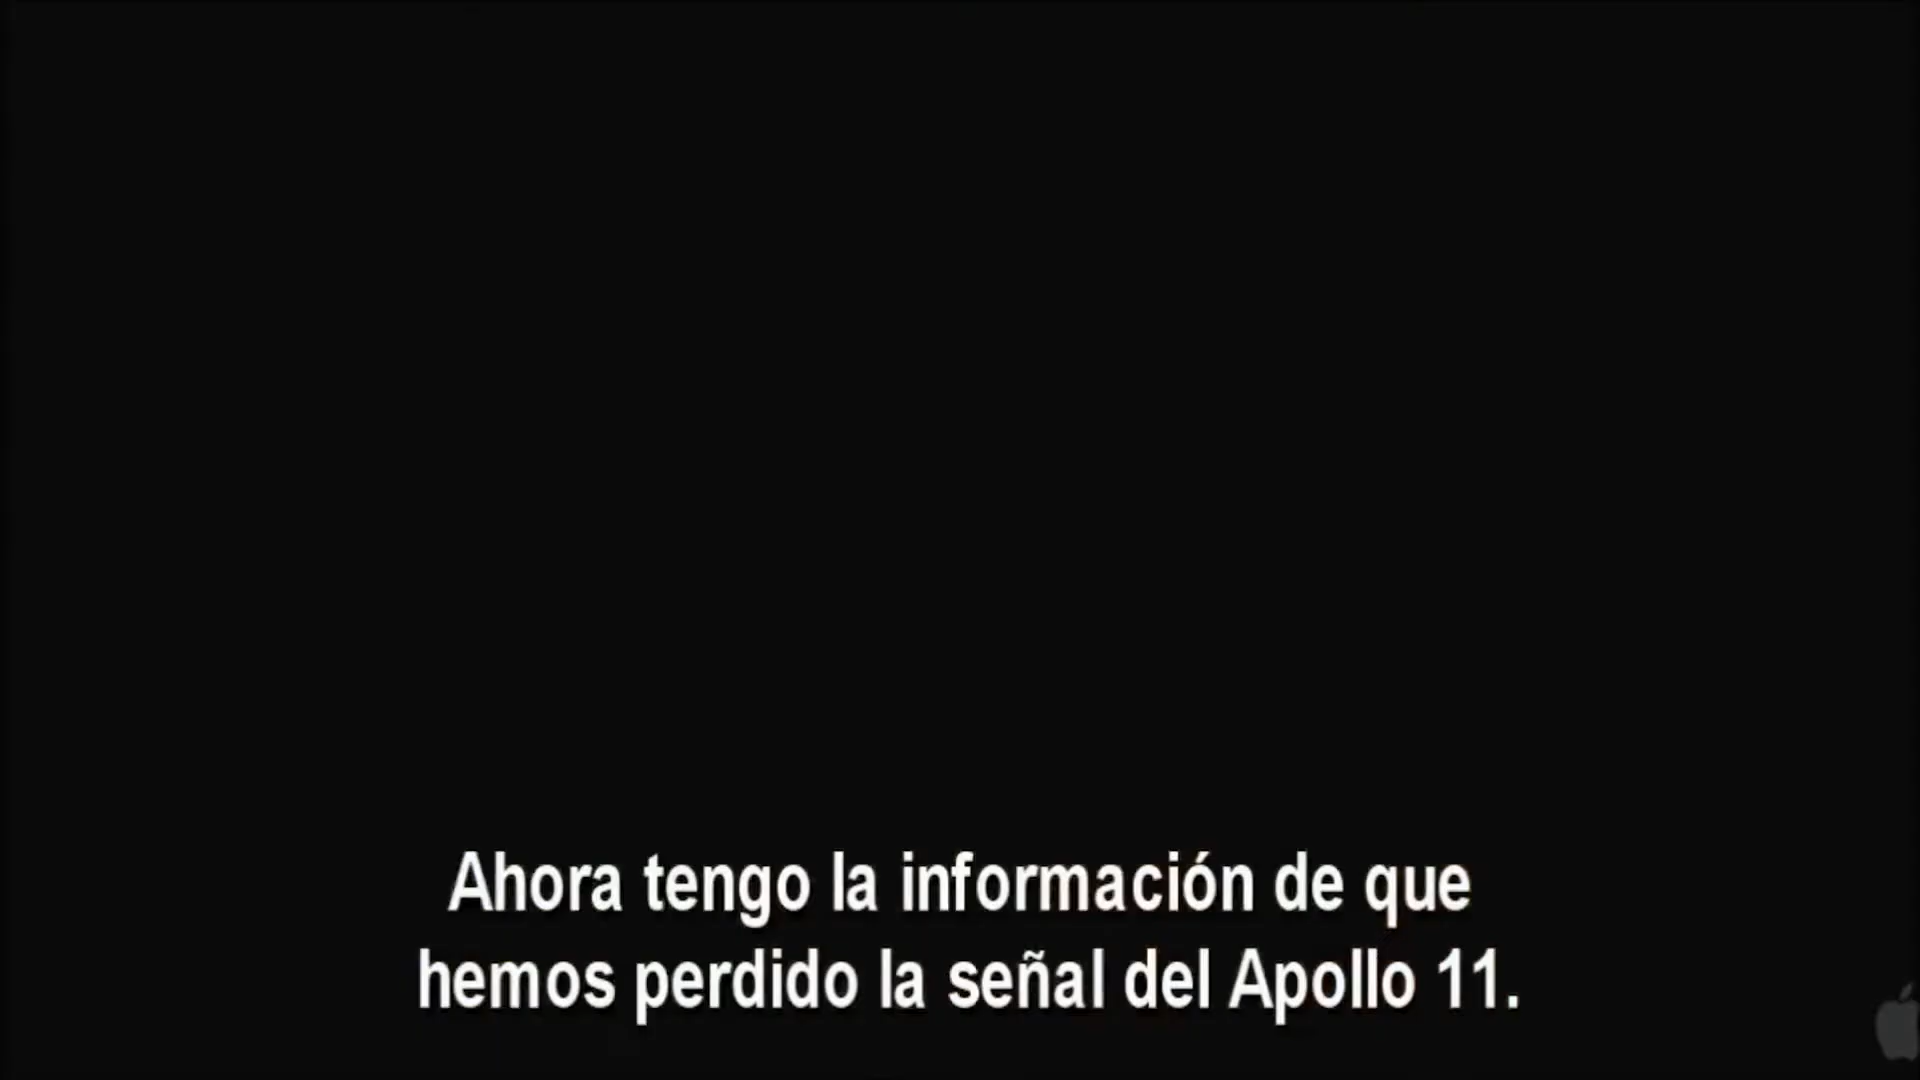 Ahora tengo la información de que
hemos perdido la señal del Apollo 11.